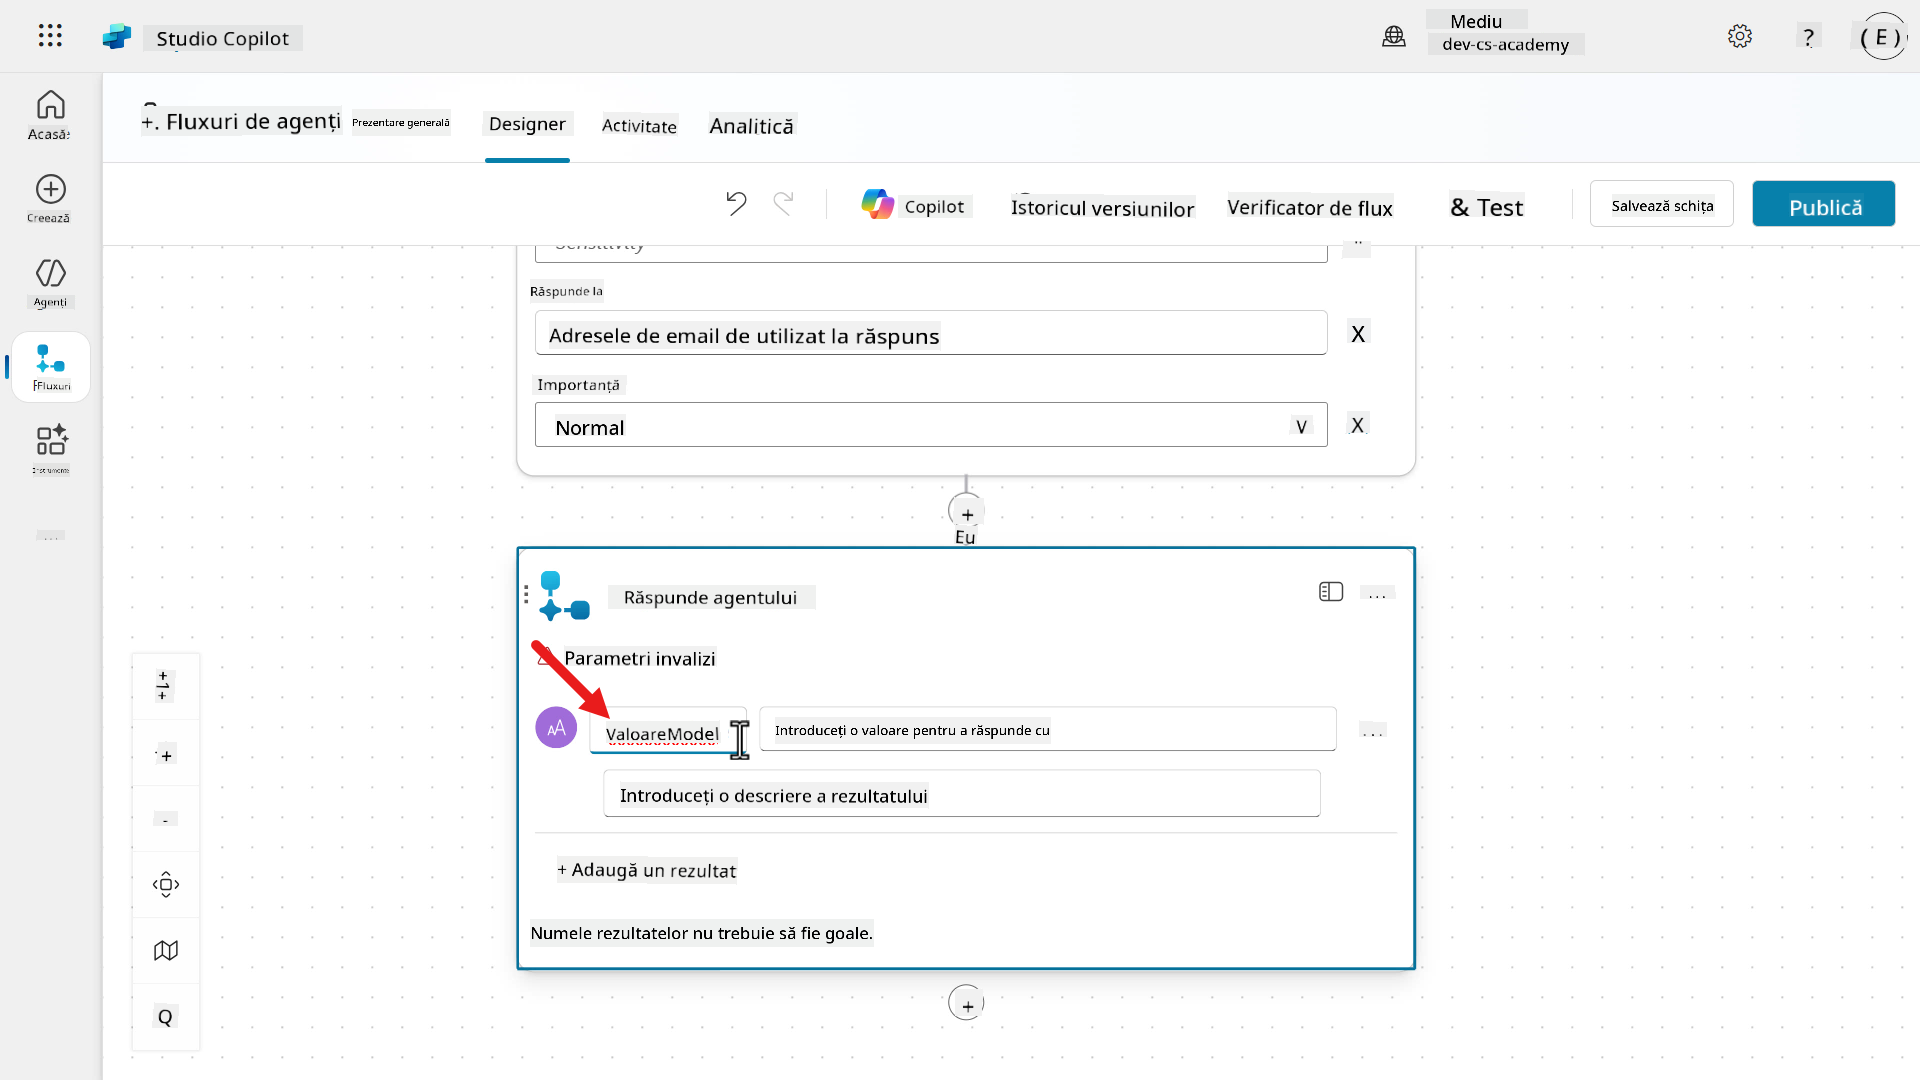 Studio Copilot
Mediu
dev-cs-academy
?
( E )
+. Fluxuri de agenți
Prezentare generală
Designer
Activitate
Analitică
Acasă
Creează
Agenți
Fluxuri
Instrumente
...
Copilot
Istoricul versiunilor
Verificator de flux
& Test
Salvează schița
Publică
Sensitivity
Răspunde la
Adresele de email de utilizat la răspuns
X
Importanță
Normal
V
X
+
Eu
Răspunde agentului
...
Parametri invalizi
AA
ValoareModel
Introduceți o valoare pentru a răspunde cu
...
Introduceți o descriere a rezultatului
+ Adaugă un rezultat
Numele rezultatelor nu trebuie să fie goale.
+
+
-
Q